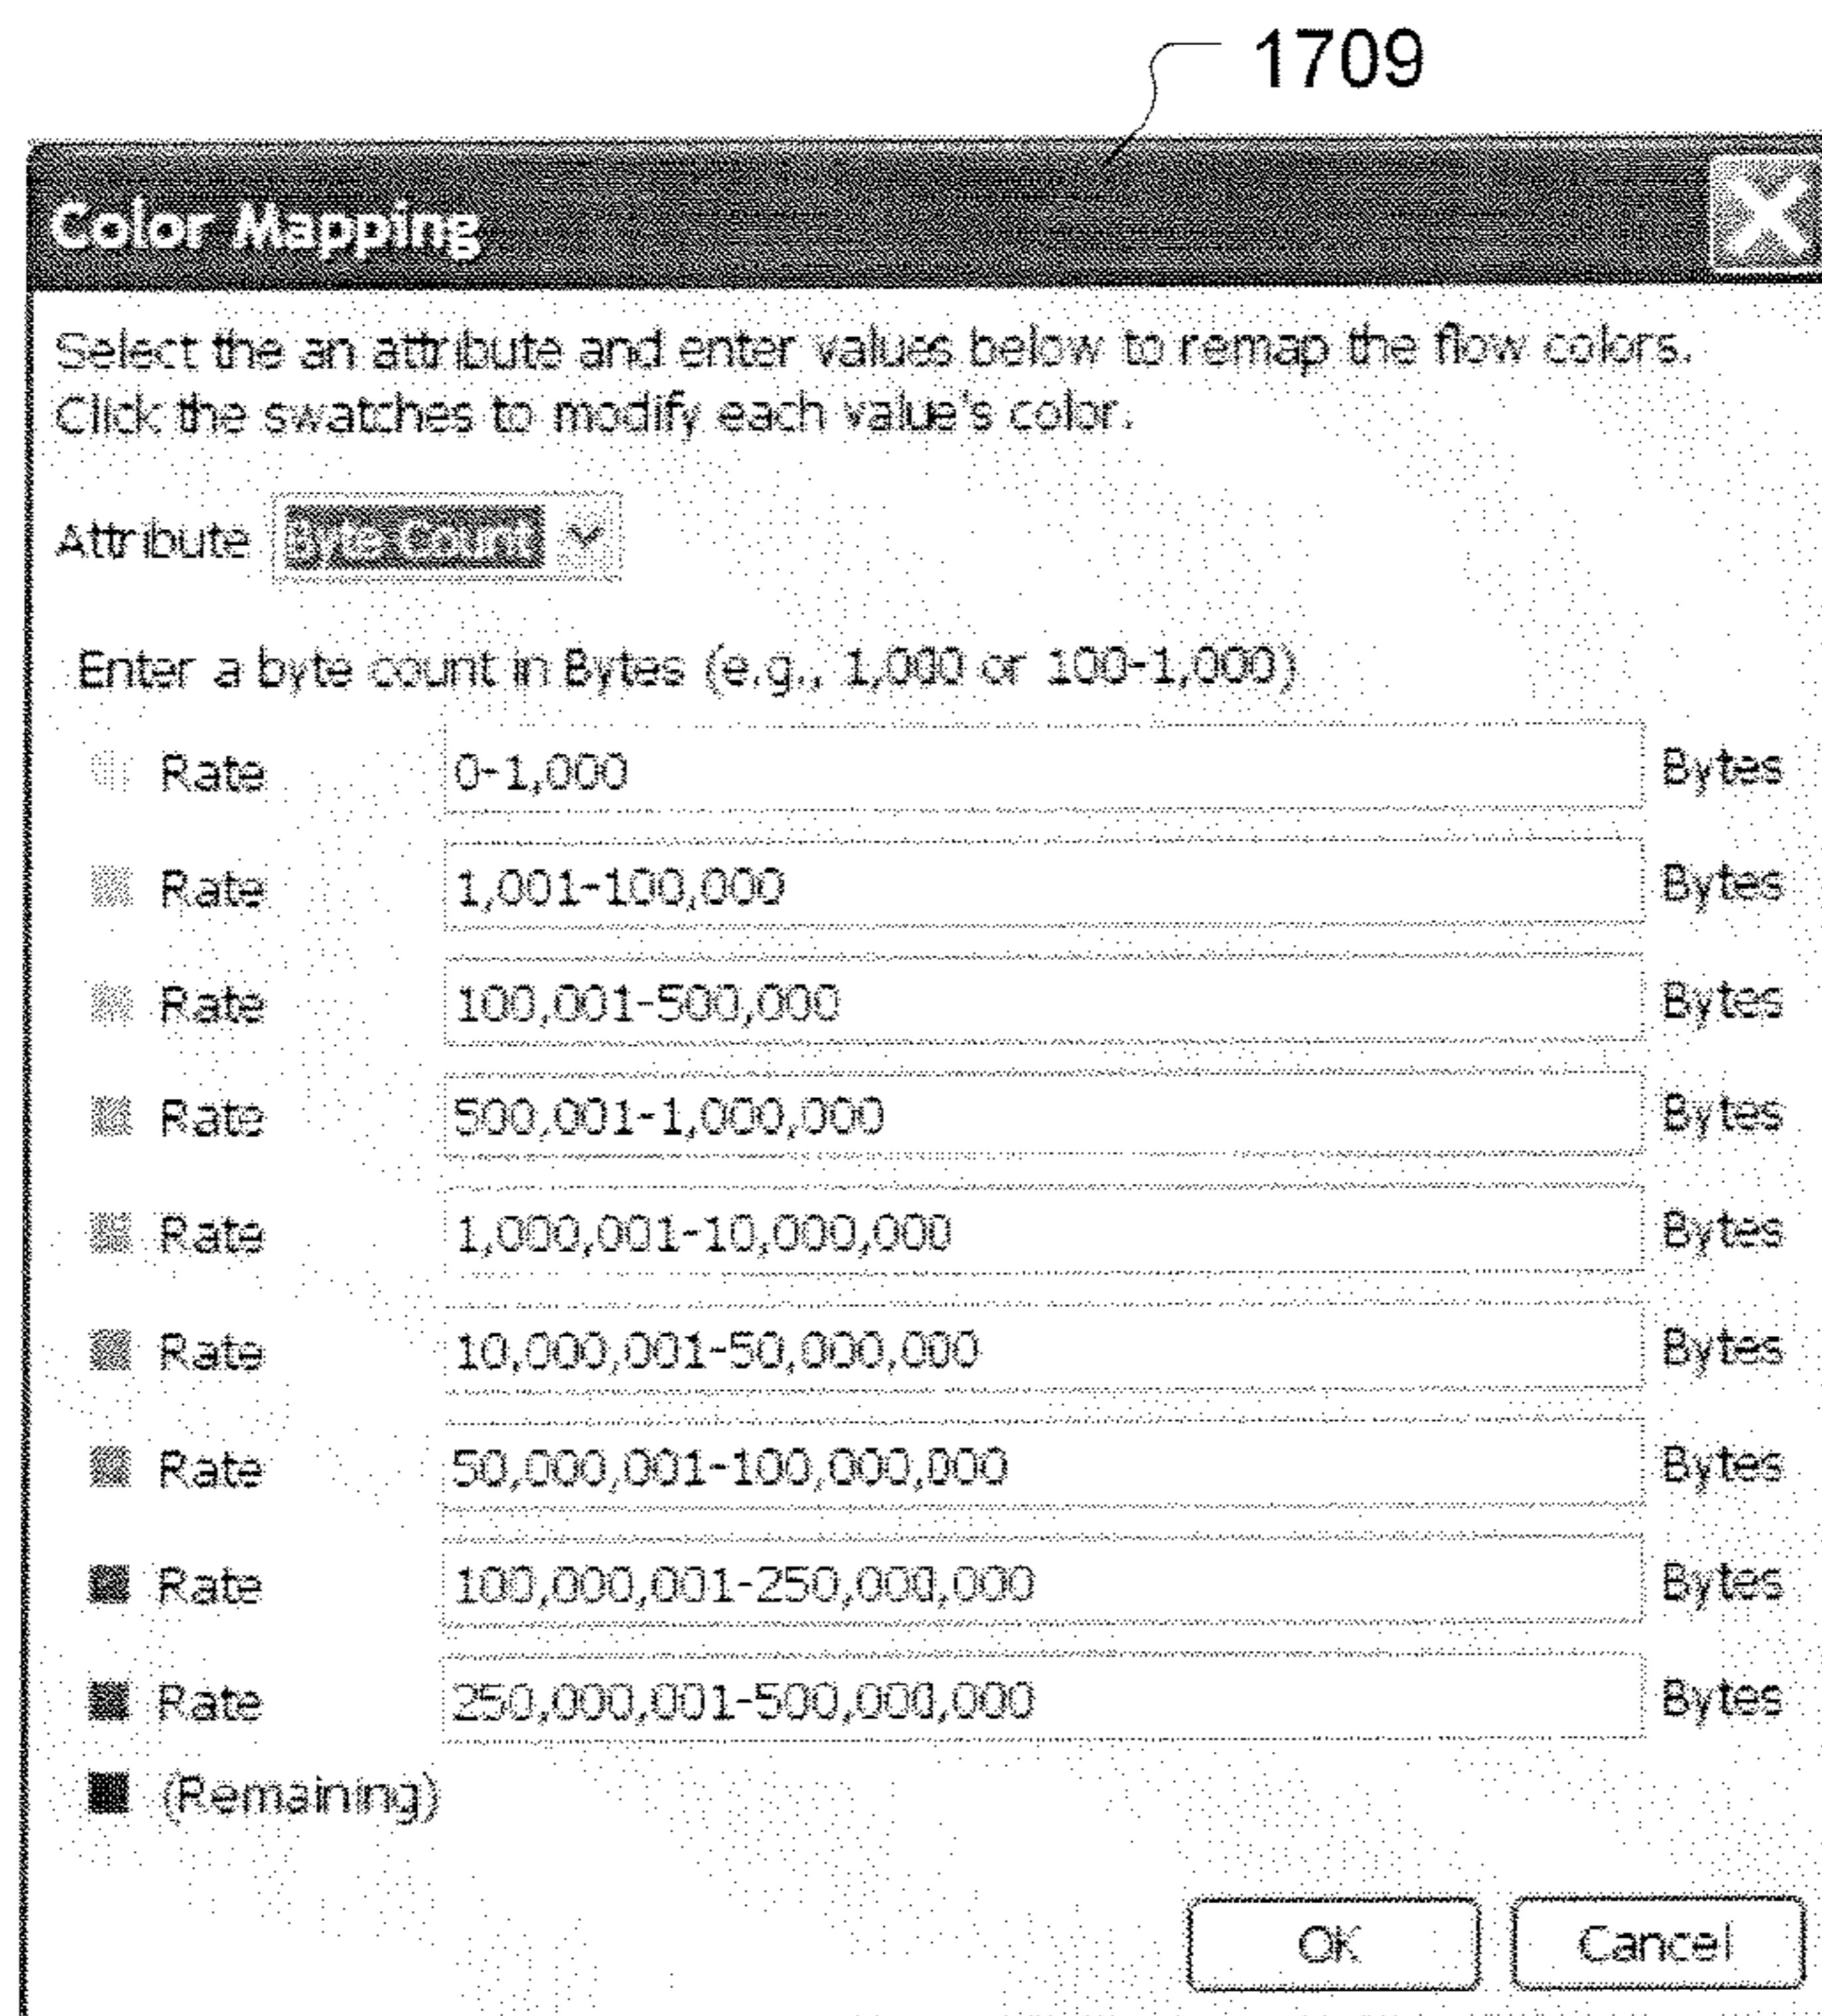 1709
Color Mapping
Select the an attribute and enter values below to remap the flow colors.
Click the swatches to modify each value's color.
Attribute Byte Count
Enter a byte count in Bytes (e.g., 1,000 or 100-1,000)
Rate 0-1,000 Bytes
Rate 1,001-100,000 Bytes
Rate 100,001-500,000 Bytes
Rate 500,001-1,000,000 Bytes
Rate 1,000,001-10,000,000 Bytes
Rate 10,000,001-50,000,000 Bytes
Rate 50,000,001-100,000,000 Bytes
Rate 100,000,001-250,000,000 Bytes
Rate 250,000,001-500,000,000 Bytes
(Remaining)
OK Cancel